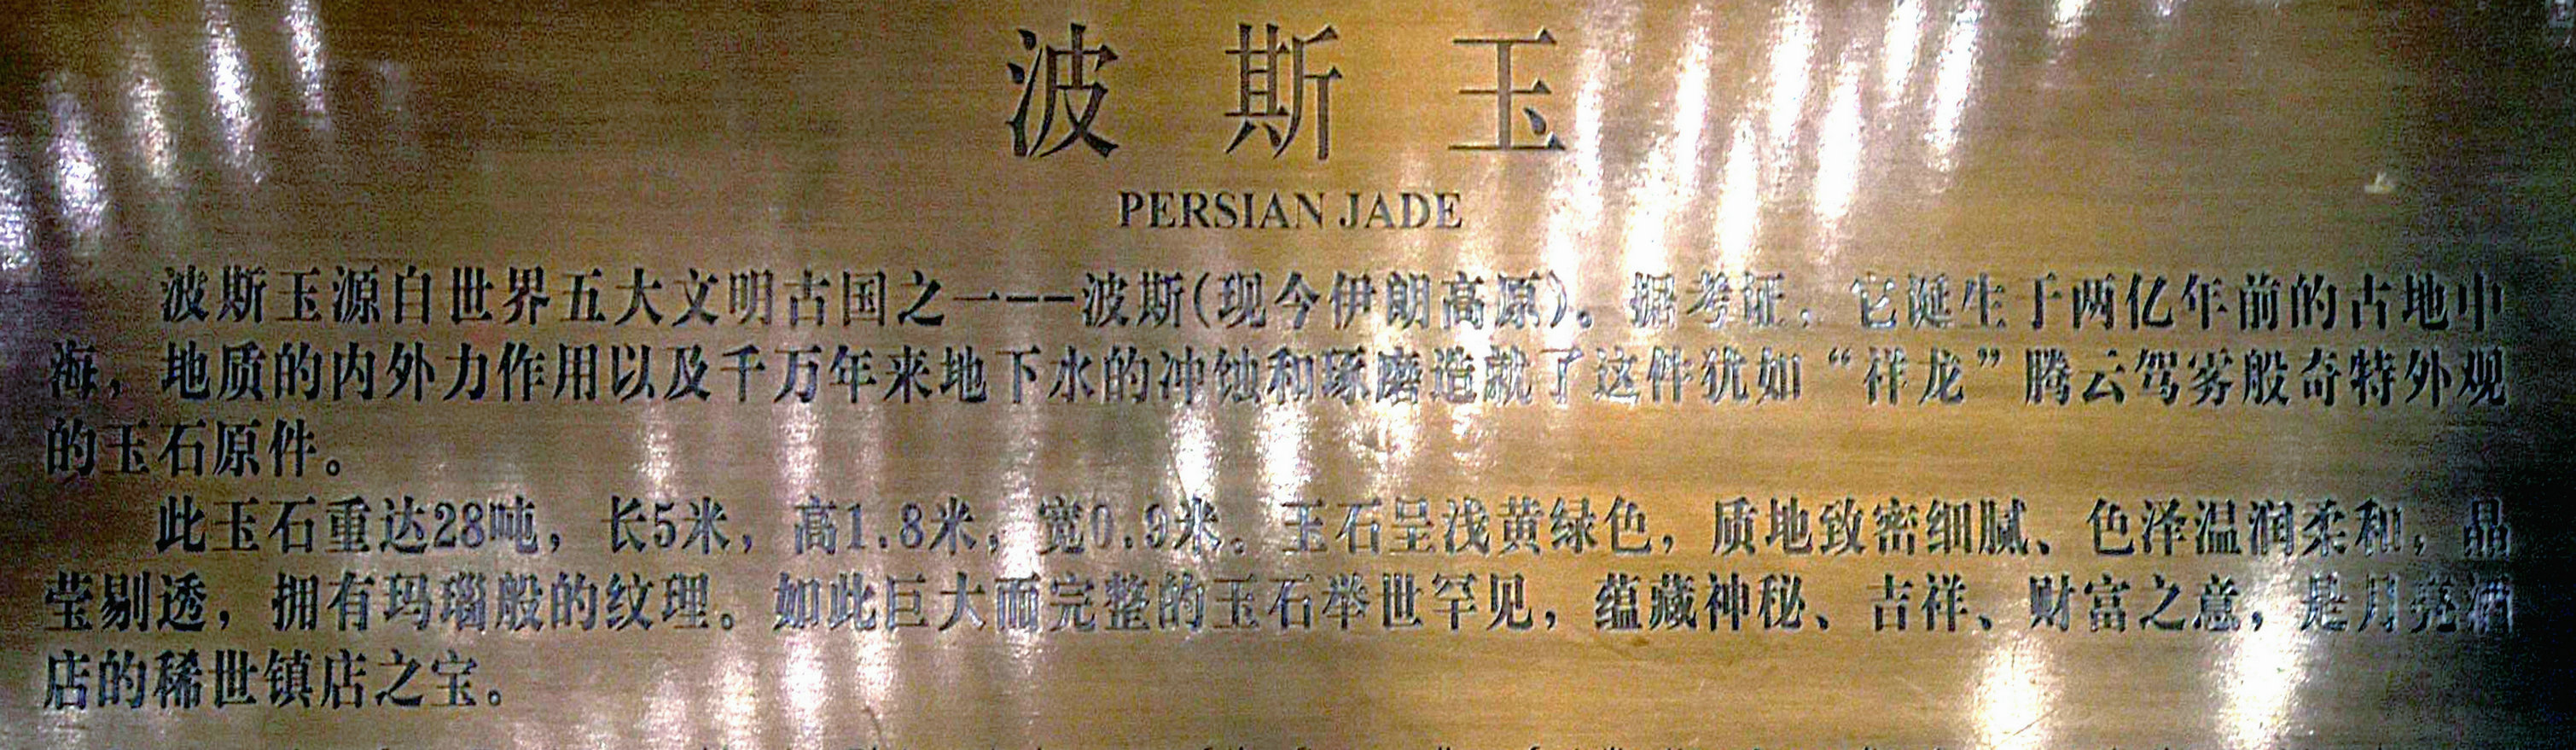 波斯玉
PERSIAN JADE
波斯玉源自世界五大文明古国之一——波斯(现今伊朗高原)。据考证，它诞生于两亿年前的古地中
海，地质的内外力作用以及千万年来地下水的冲蚀和琢磨造就了这件犹如“祥龙”腾云驾雾般奇特外观
的玉石原件。
此玉石重达28吨，长5米，高1.8米，宽0.9米。玉石呈浅黄绿色，质地致密细腻、色泽温润柔和，晶
莹剔透，拥有玛瑙般的纹理。如此巨大而完整的玉石举世罕见，蕴藏神秘、吉祥、财富之意，是月亮酒
店的稀世镇店之宝。